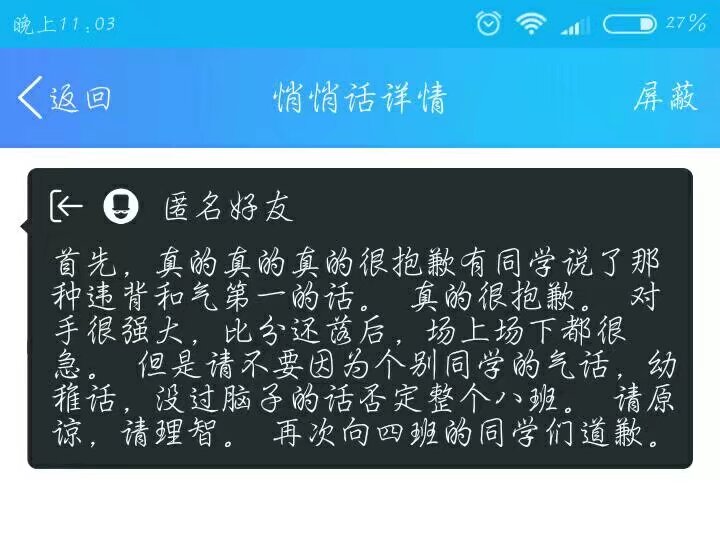 晚上11:03 27%
返回 悄悄话详情 屏蔽
匿名好友
首先，真的真的真的很抱歉有同学说了那
种违背和气第一的话。 真的很抱歉。 对
手很强大，比分还落后，场上场下都很
急。 但是请不要因为个别同学的气话，幼
稚话，没过脑子的话否定整个八班。 请原
谅，请理智。 再次向四班的同学们道歉。